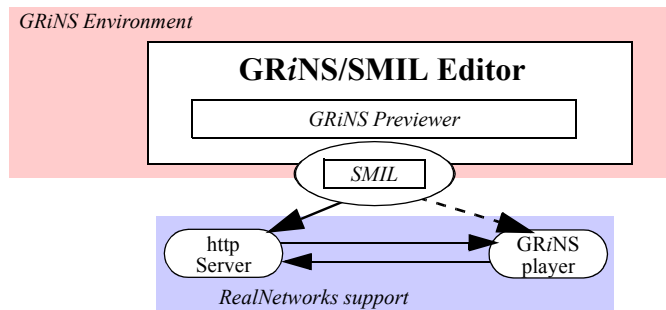 GRiNS Environment
GRiNS/SMIL Editor
GRiNS Previewer
SMIL
http
Server
GRiNS
player
RealNetworks support